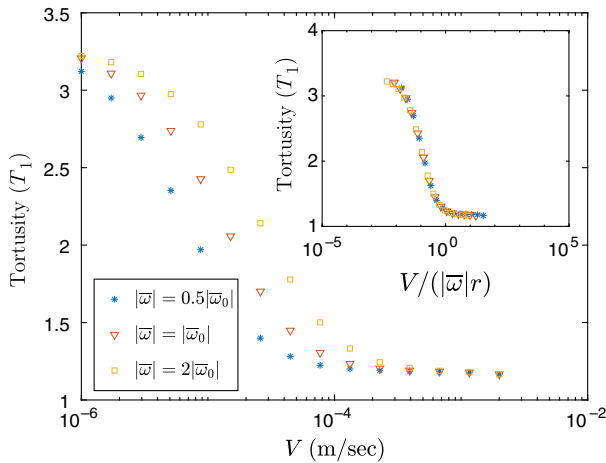 Tortusity (T₁)
3.5
3
2.5
2
1.5
1
10⁻⁶
10⁻⁴
10⁻²
V (m/sec)
|ω̅| = 0.5|ω̅₀|
|ω̅| = |ω̅₀|
|ω̅| = 2|ω̅₀|
Tortusity (T₁)
4
3
2
1
10⁻⁵
10⁰
10⁵
V/(|ω̅|r)